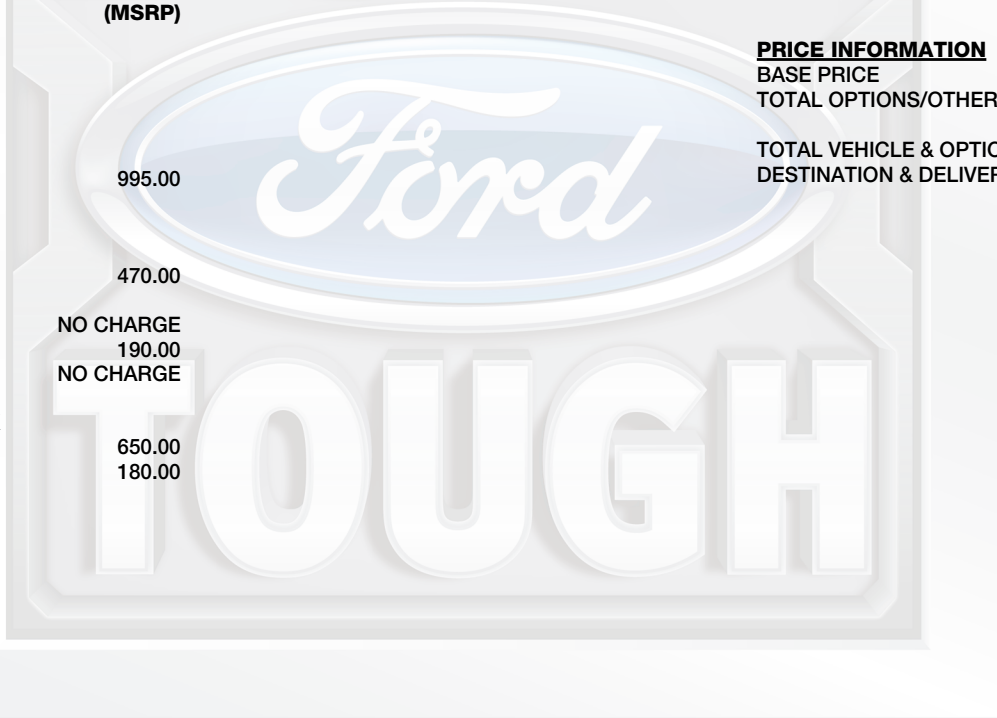 (MSRP)
995.00
470.00
NO CHARGE
190.00
NO CHARGE
650.00
180.00
PRICE INFORMATION
BASE PRICE
TOTAL OPTIONS/OTHER
TOTAL VEHICLE & OPTIO
DESTINATION & DELIVER
Ford
TOUGH